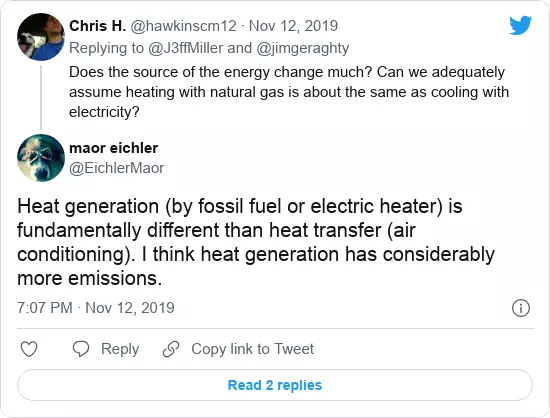 Chris H. @hawkinscm12 · Nov 12, 2019
Replying to @J3ffMiller and @jimgeraghty
Does the source of the energy change much? Can we adequately
assume heating with natural gas is about the same as cooling with
electricity?
maor eichler
@EichlerMaor
Heat generation (by fossil fuel or electric heater) is
fundamentally different than heat transfer (air
conditioning). I think heat generation has considerably
more emissions.
7:07 PM · Nov 12, 2019
Reply
Copy link to Tweet
Read 2 replies